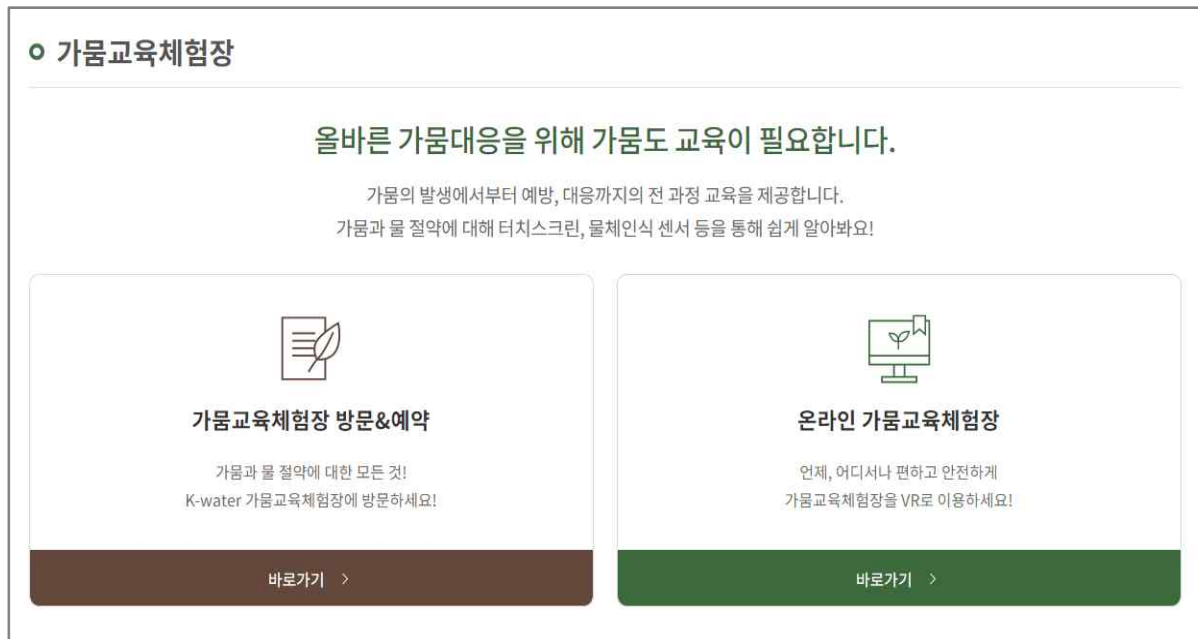 가뭄교육체험장
올바른 가뭄대응을 위해 가뭄도 교육이 필요합니다.
가뭄의 발생에서부터 예방, 대응까지의 전 과정 교육을 제공합니다.
가뭄과 물 절약에 대해 터치스크린, 물체인식 센서 등을 통해 쉽게 알아봐요!
가뭄교육체험장 방문&예약
가뭄과 물 절약에 대한 모든 것!
K-water 가뭄교육체험장에 방문하세요!
바로가기 >
온라인 가뭄교육체험장
언제, 어디서나 편하고 안전하게
가뭄교육체험장을 VR로 이용하세요!
바로가기 >